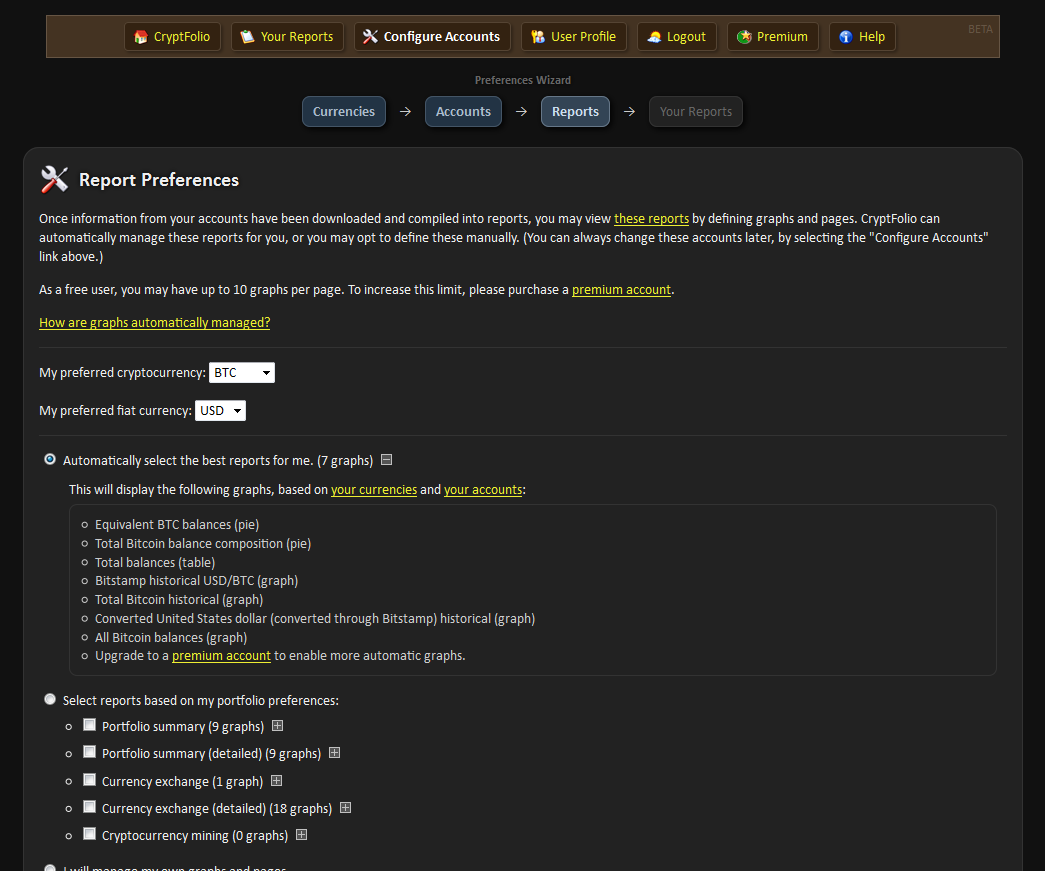 CryptFolio Your Reports Configure Accounts User Profile Logout Premium Help BETA
Preferences Wizard
Currencies → Accounts → Reports → Your Reports
Report Preferences
Once information from your accounts have been downloaded and compiled into reports, you may view these reports by defining graphs and pages. CryptFolio can
automatically manage these reports for you, or you may opt to define these manually. (You can always change these accounts later, by selecting the "Configure Accounts"
link above.)
As a free user, you may have up to 10 graphs per page. To increase this limit, please purchase a premium account.
How are graphs automatically managed?
My preferred cryptocurrency: BTC
My preferred fiat currency: USD
Automatically select the best reports for me. (7 graphs)
This will display the following graphs, based on your currencies and your accounts:
Equivalent BTC balances (pie)
Total Bitcoin balance composition (pie)
Total balances (table)
Bitstamp historical USD/BTC (graph)
Total Bitcoin historical (graph)
Converted United States dollar (converted through Bitstamp) historical (graph)
All Bitcoin balances (graph)
Upgrade to a premium account to enable more automatic graphs.
Select reports based on my portfolio preferences:
Portfolio summary (9 graphs)
Portfolio summary (detailed) (9 graphs)
Currency exchange (1 graph)
Currency exchange (detailed) (18 graphs)
Cryptocurrency mining (0 graphs)
I will manage my own graphs and pages